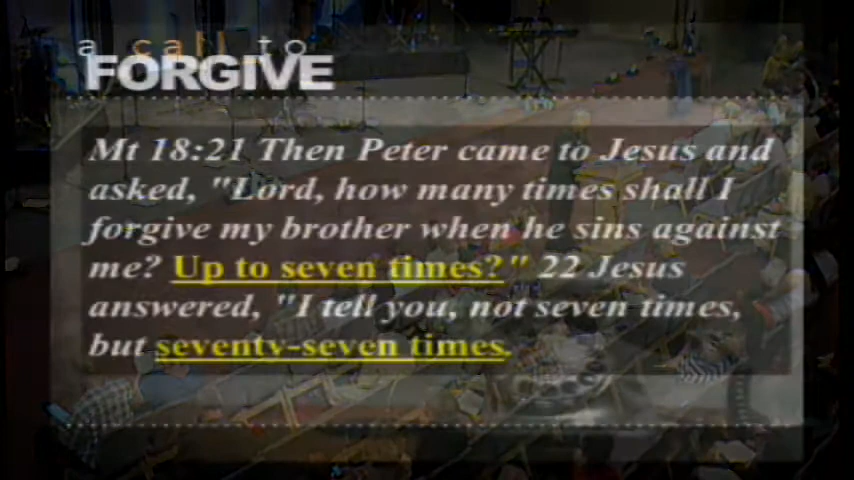 a call to
FORGIVE
Mt 18:21 Then Peter came to Jesus and
asked, "Lord, how many times shall I
forgive my brother when he sins against
me? Up to seven times?" 22 Jesus
answered, "I tell you, not seven times,
but seventy-seven times.